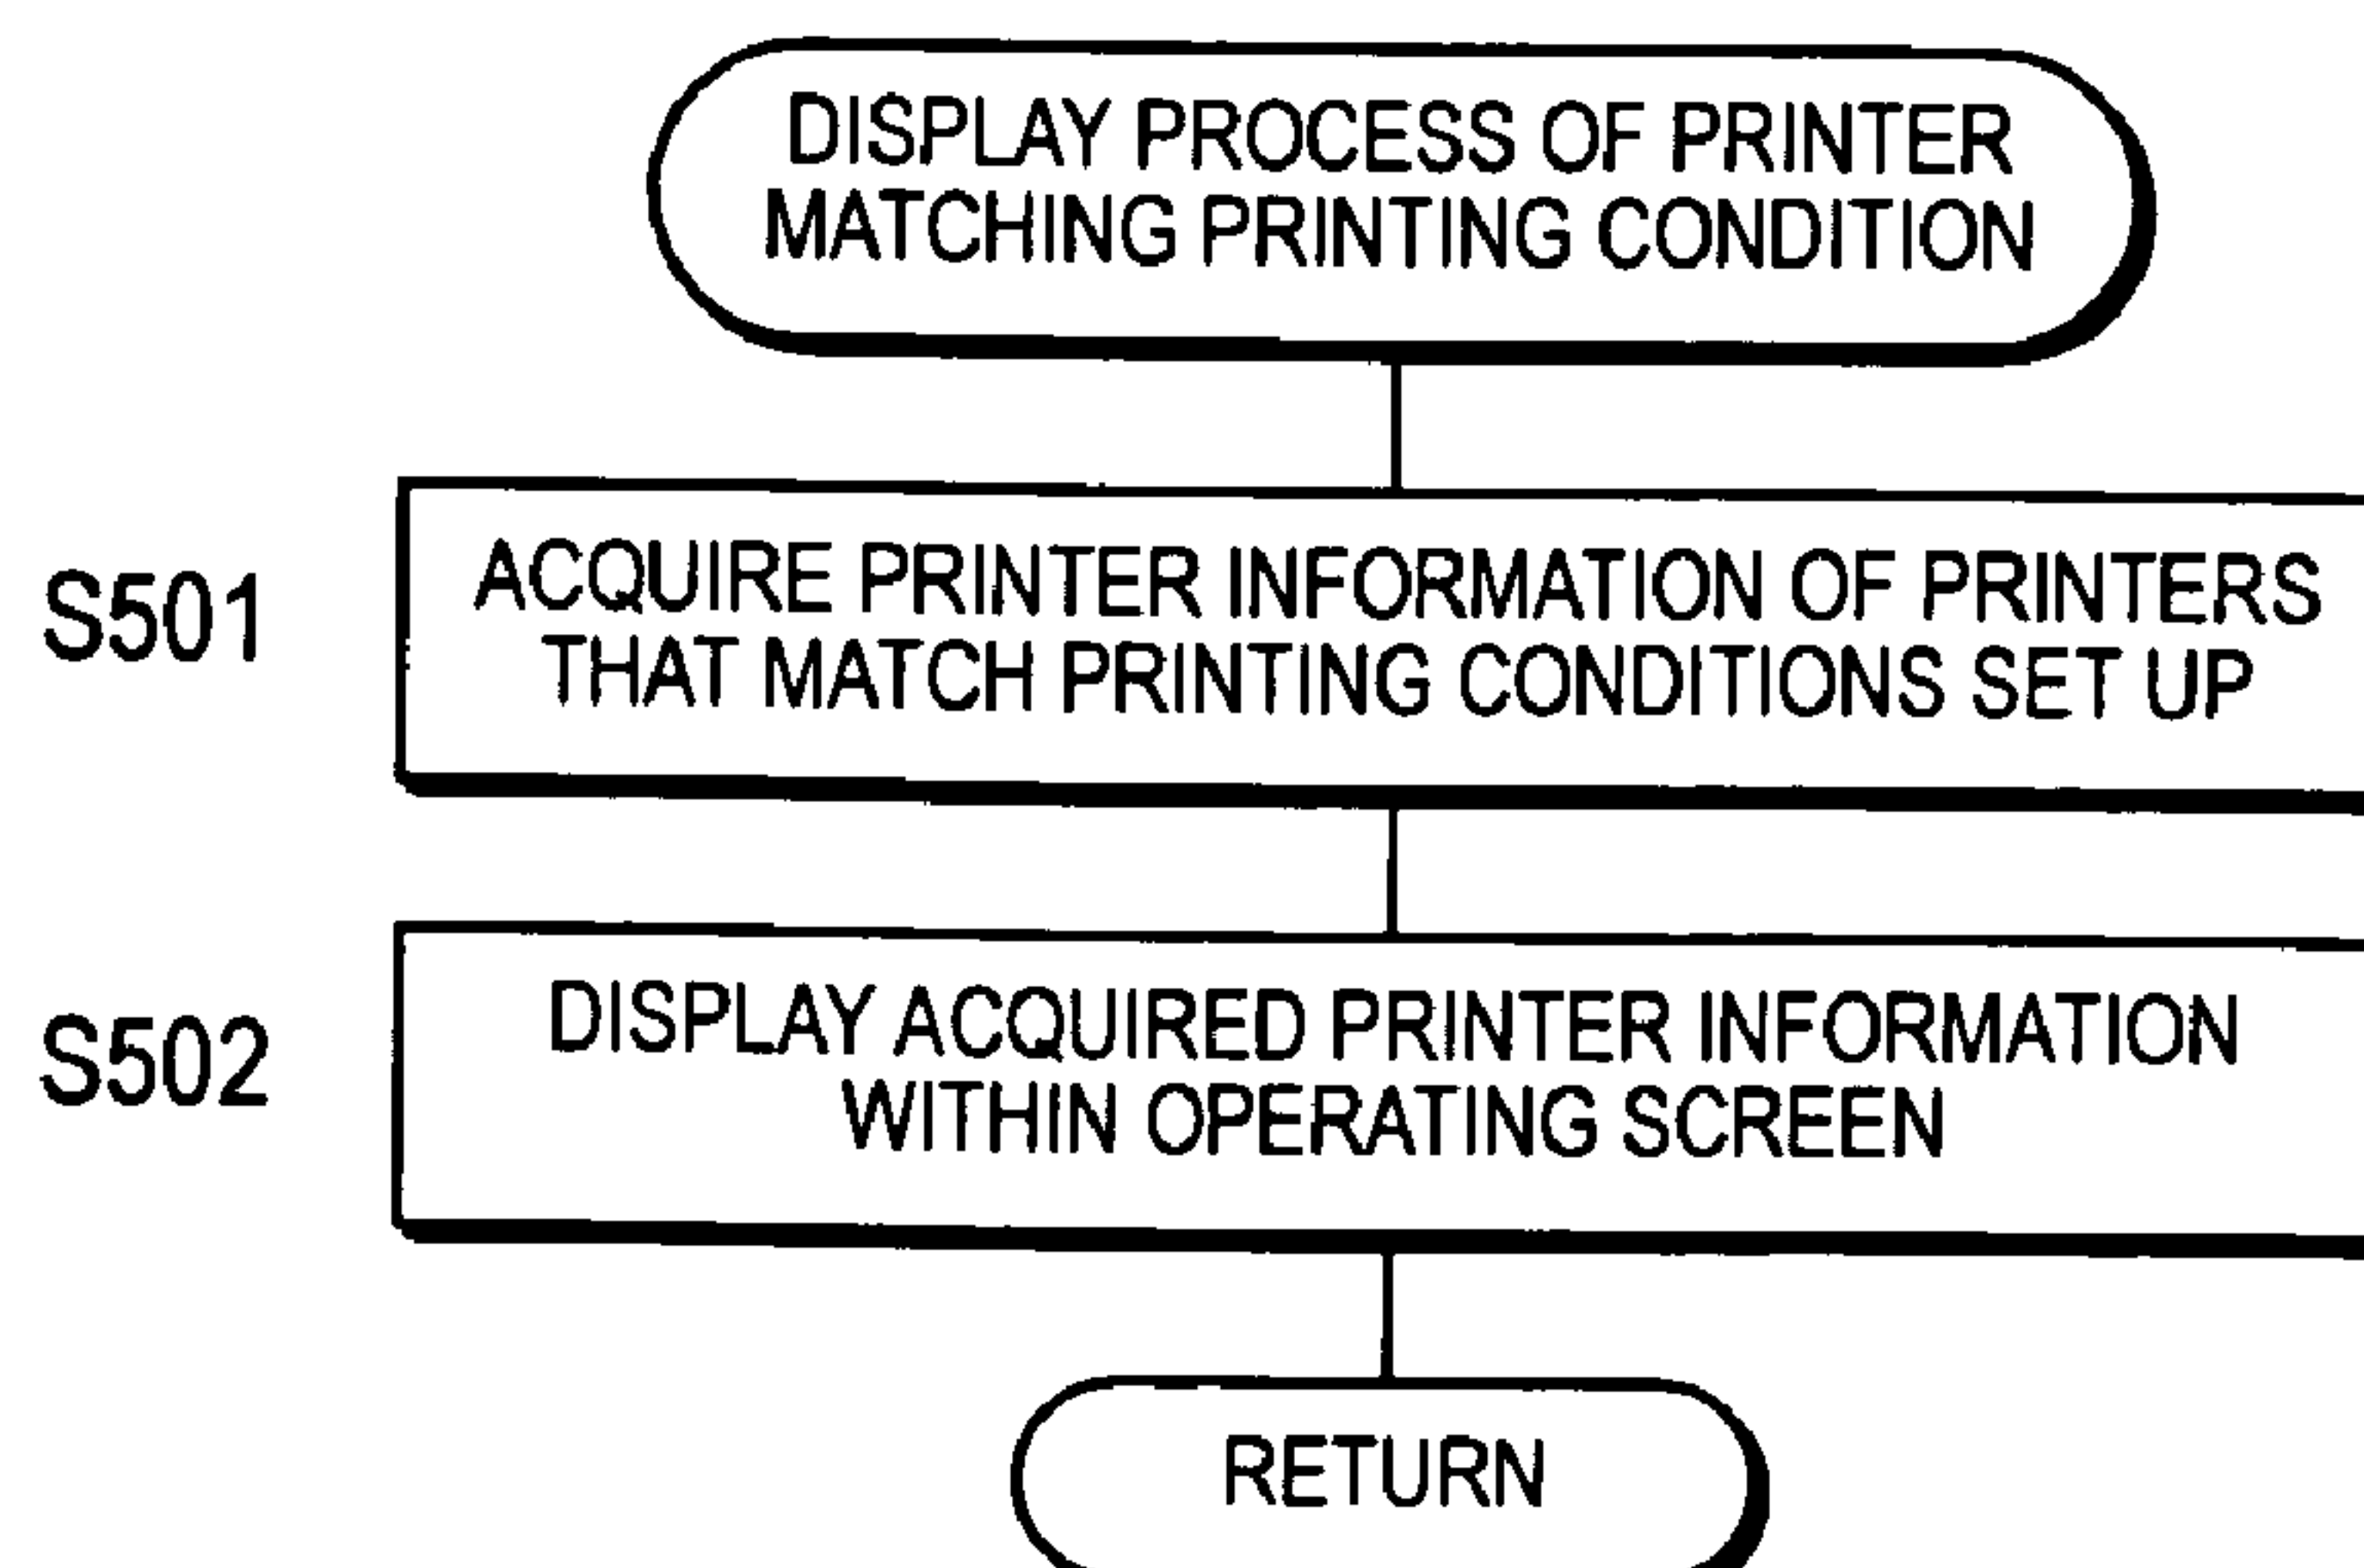 DISPLAY PROCESS OF PRINTER
MATCHING PRINTING CONDITION
S501
ACQUIRE PRINTER INFORMATION OF PRINTERS
THAT MATCH PRINTING CONDITIONS SET UP
S502
DISPLAY ACQUIRED PRINTER INFORMATION
WITHIN OPERATING SCREEN
RETURN